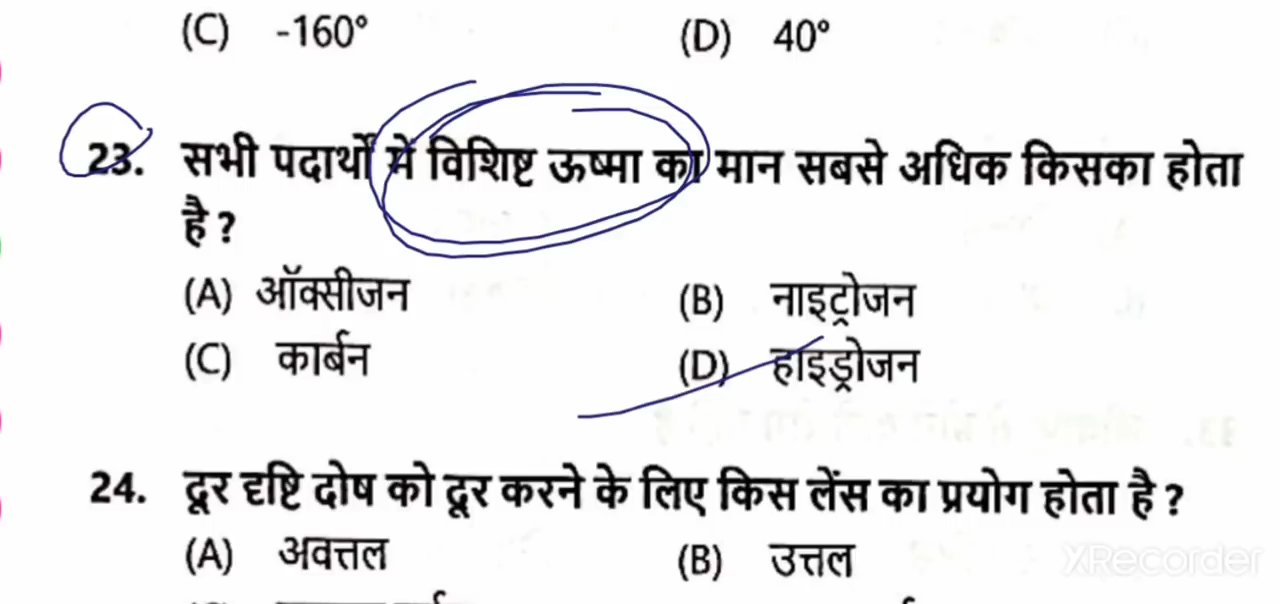 (C) -160° (D) 40°
23. सभी पदार्थों में विशिष्ट ऊष्मा का मान सबसे अधिक किसका होता
है ?
(A) ऑक्सीजन (B) नाइट्रोजन
(C) कार्बन (D) हाइड्रोजन
24. दूर दृष्टि दोष को दूर करने के लिए किस लेंस का प्रयोग होता है ?
(A) अवत्तल (B) उत्तल
XRecorder